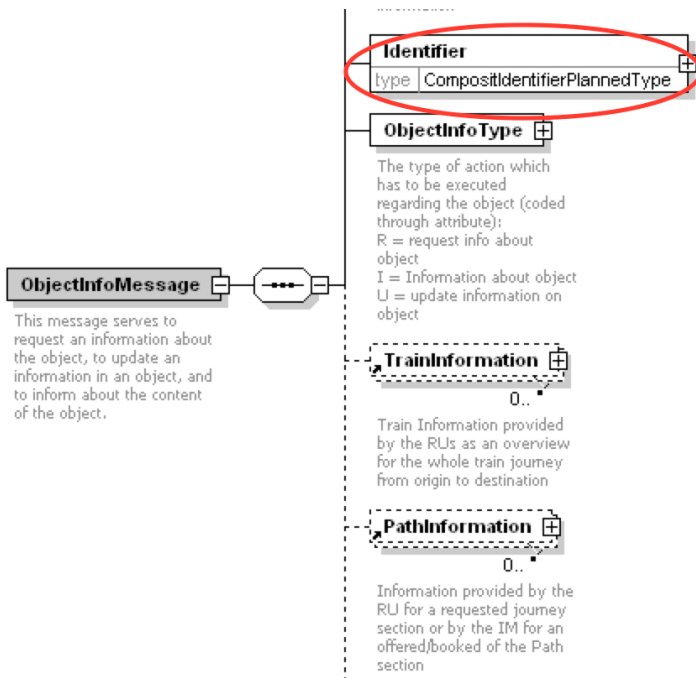 information
Identifier
type CompositIdentifierPlannedType
ObjectInfoType
The type of action which
has to be executed
regarding the object (coded
through attribute):
R = request info about
object
I = Information about object
U = update information on
object
ObjectInfoMessage
This message serves to
request an information about
the object, to update an
information in an object, and
to inform about the content
of the object.
TrainInformation
0..
Train Information provided
by the RUs as an overview
for the whole train journey
from origin to destination
PathInformation
0..
Information provided by the
RU for a requested journey
section or by the IM for an
offered/booked of the Path
section